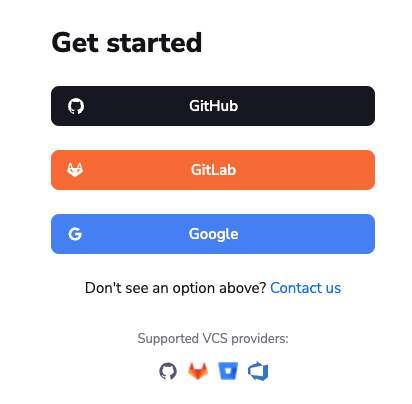 Get started
GitHub
GitLab
Google
Don't see an option above? Contact us
Supported VCS providers: